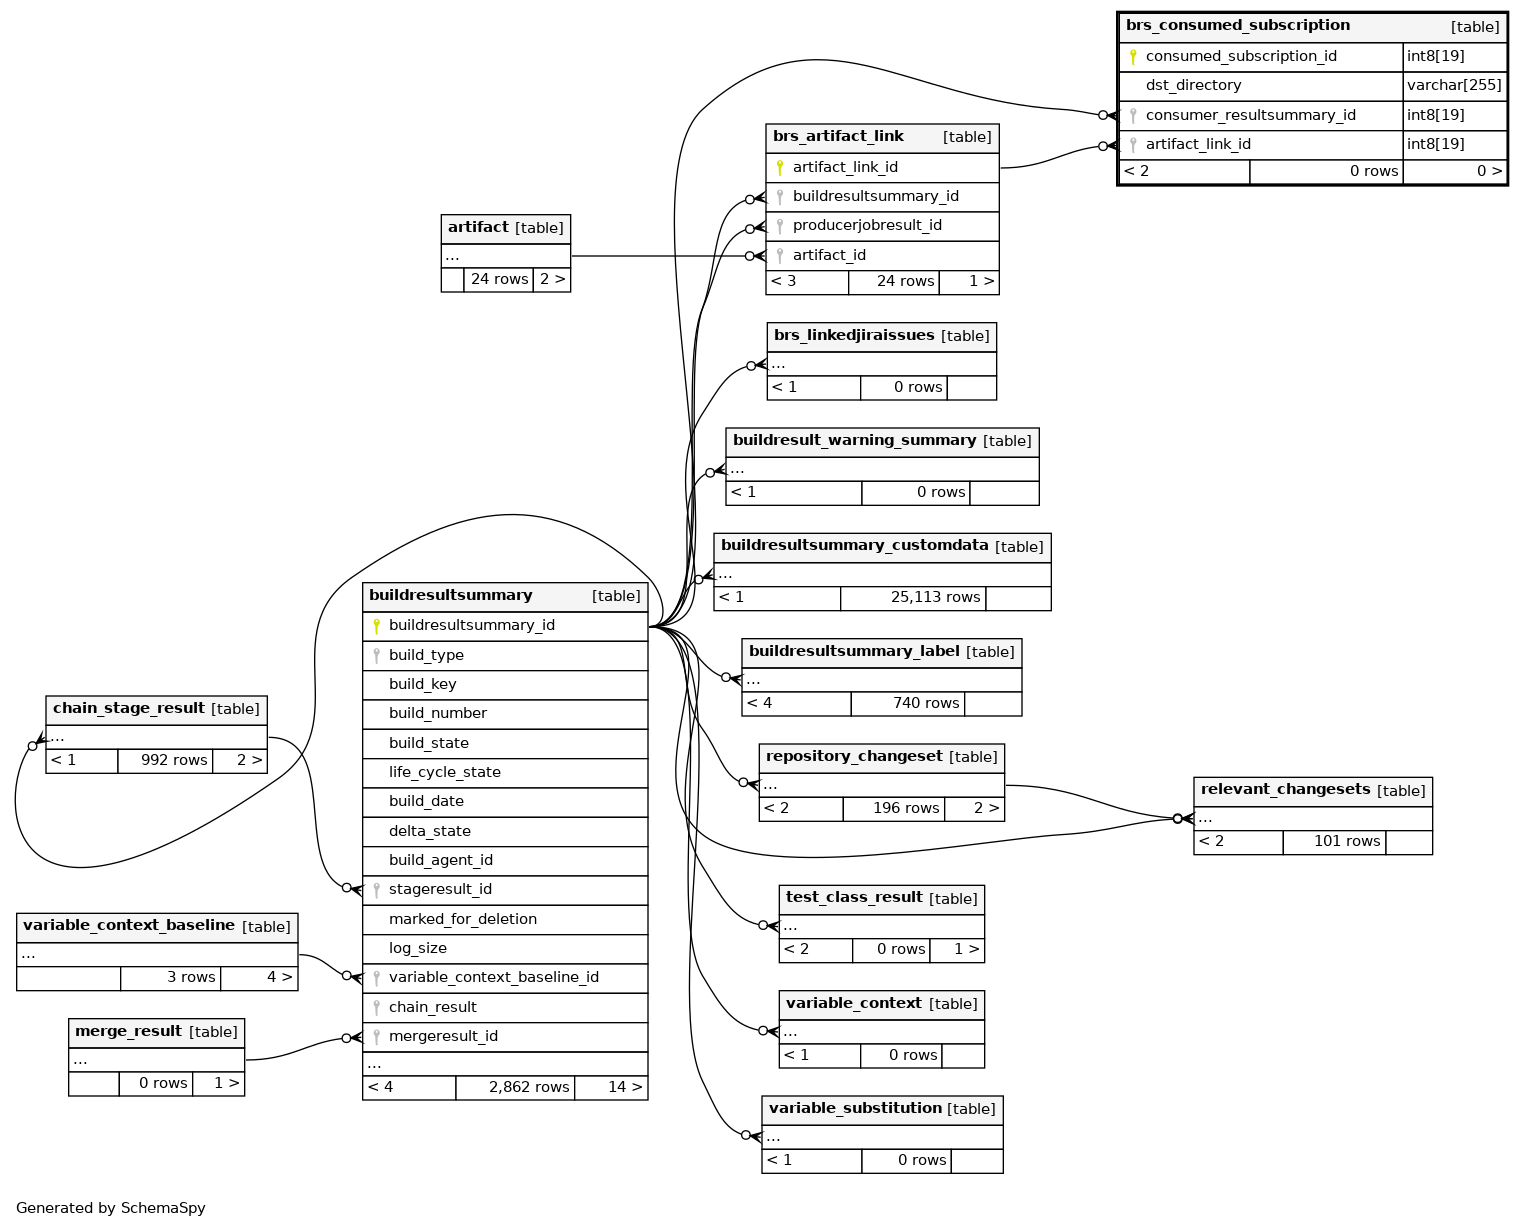 brs_consumed_subscription [table]
consumed_subscription_id int8[19]
dst_directory varchar[255]
consumer_resultsummary_id int8[19]
artifact_link_id int8[19]
< 2 0 rows 0 >
brs_artifact_link [table]
artifact_link_id
buildresultsummary_id
producerjobresult_id
artifact_id
< 3 24 rows 1 >
artifact [table]
...
24 rows 2 >
brs_linkedjiraissues [table]
...
< 1 0 rows
buildresult_warning_summary [table]
...
< 1 0 rows
buildresultsummary_customdata [table]
...
< 1 25,113 rows
buildresultsummary [table]
buildresultsummary_id
build_type
build_key
build_number
build_state
life_cycle_state
build_date
delta_state
build_agent_id
stageresult_id
marked_for_deletion
log_size
variable_context_baseline_id
chain_result
mergeresult_id
...
< 4 2,862 rows 14 >
buildresultsummary_label [table]
...
< 4 740 rows
chain_stage_result [table]
...
< 1 992 rows 2 >
repository_changeset [table]
...
< 2 196 rows 2 >
relevant_changesets [table]
...
< 2 101 rows
test_class_result [table]
...
< 2 0 rows 1 >
variable_context_baseline [table]
...
3 rows 4 >
variable_context [table]
...
< 1 0 rows
merge_result [table]
...
0 rows 1 >
variable_substitution [table]
...
< 1 0 rows
Generated by SchemaSpy